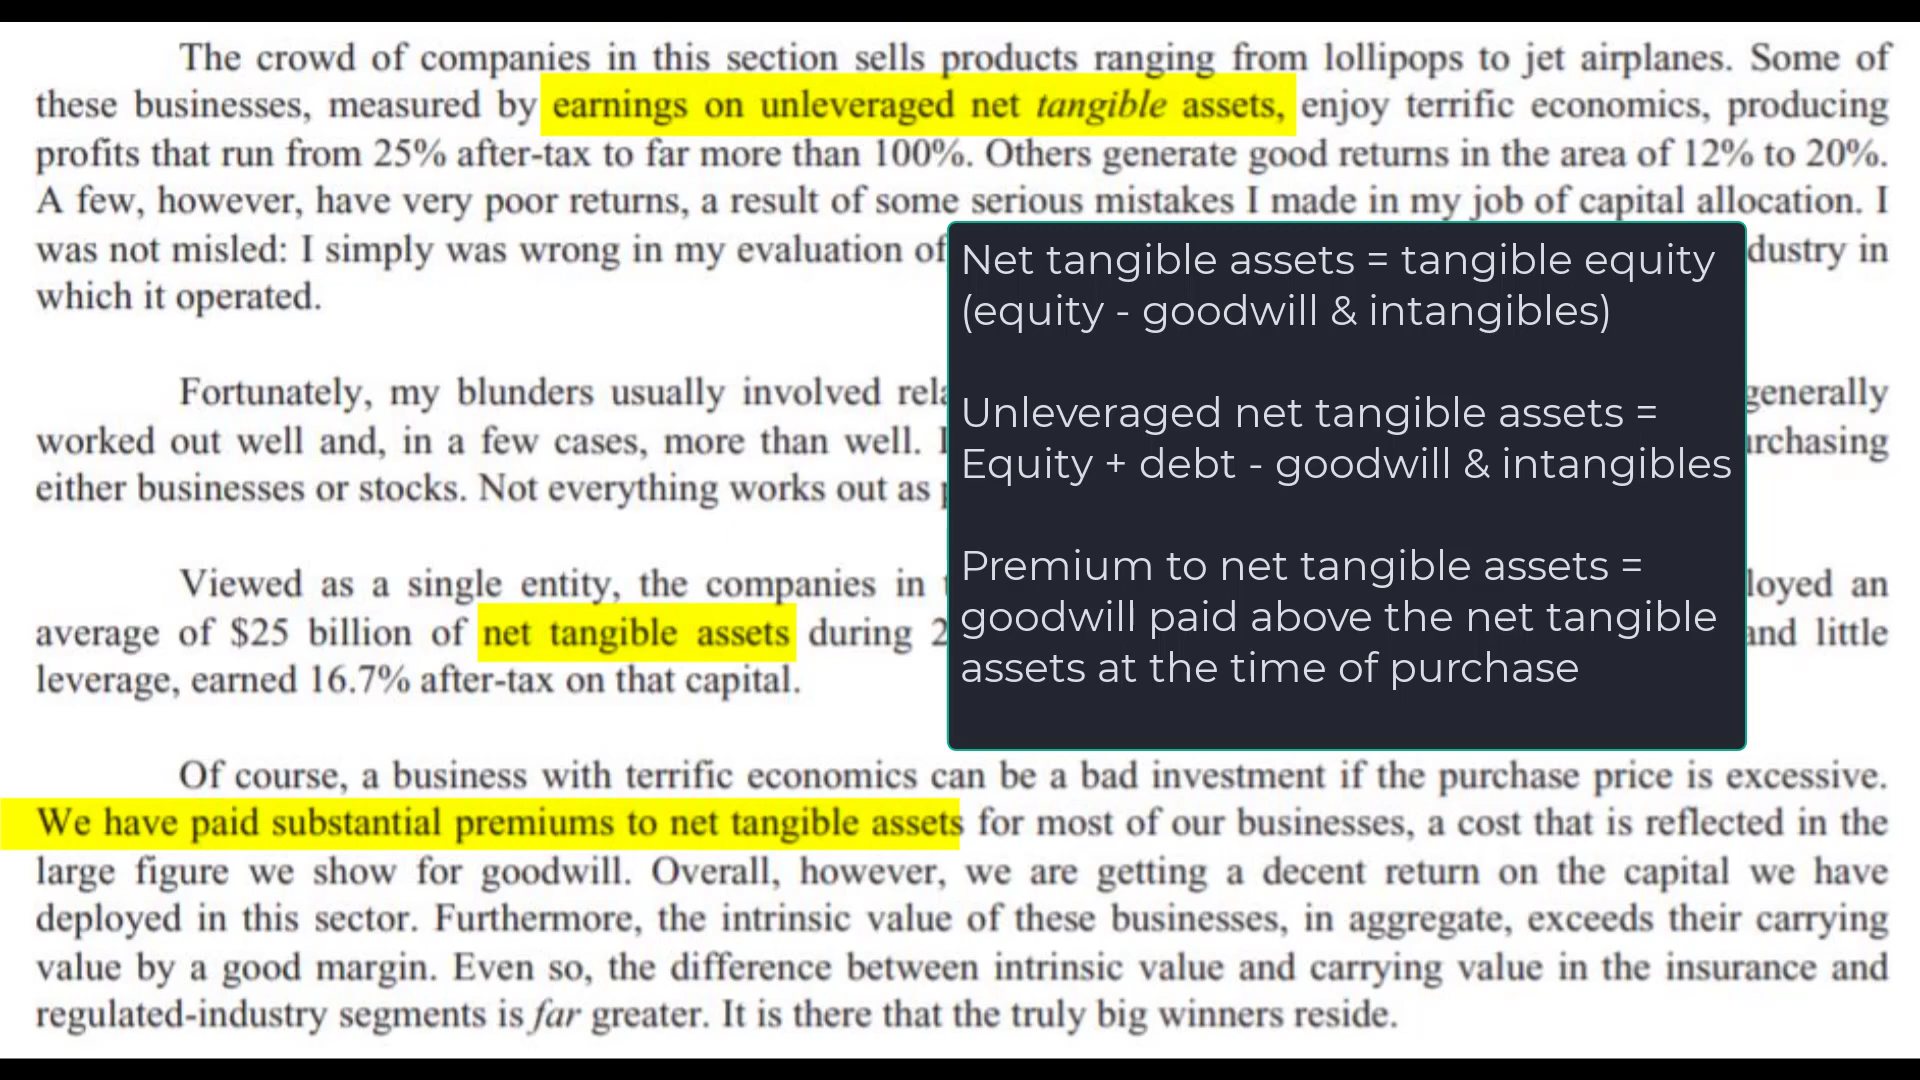 The crowd of companies in this section sells products ranging from lollipops to jet airplanes. Some of
these businesses, measured by earnings on unleveraged net tangible assets, enjoy terrific economics, producing
profits that run from 25% after-tax to far more than 100%. Others generate good returns in the area of 12% to 20%.
A few, however, have very poor returns, a result of some serious mistakes I made in my job of capital allocation. I
was not misled: I simply was wrong in my evaluation of
in
which it operated.
Fortunately, my blunders usually involved
generally
worked out well and, in a few cases, more than well.
either businesses or stocks. Not everything works out as
Viewed as a single entity, the companies in
an
average of $25 billion of net tangible assets during
and little
leverage, earned 16.7% after-tax on that capital.
Of course, a business with terrific economics can be a bad investment if the purchase price is excessive.
We have paid substantial premiums to net tangible assets for most of our businesses, a cost that is reflected in the
large figure we show for goodwill. Overall, however, we are getting a decent return on the capital we have
deployed in this sector. Furthermore, the intrinsic value of these businesses, in aggregate, exceeds their carrying
value by a good margin. Even so, the difference between intrinsic value and carrying value in the insurance and
regulated-industry segments is far greater. It is there that the truly big winners reside.
Net tangible assets = tangible equity
(equity - goodwill & intangibles)
Unleveraged net tangible assets =
Equity + debt - goodwill & intangibles
Premium to net tangible assets =
goodwill paid above the net tangible
assets at the time of purchase